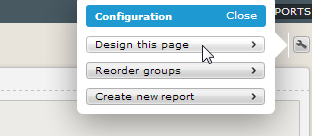 Configuration Close
PORTS
Design this page
Reorder groups
Create new report